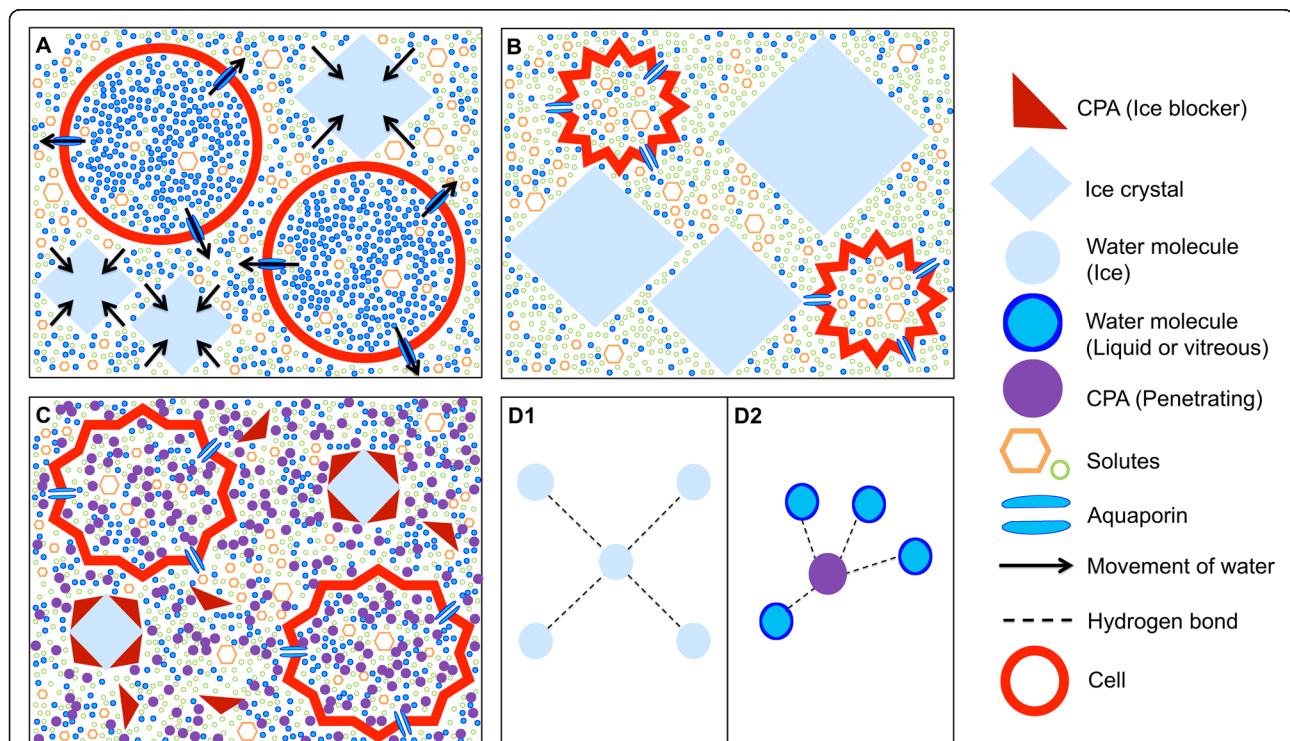 A
B
C
D1
D2
CPA (Ice blocker)
Ice crystal
Water molecule
(Ice)
Water molecule
(Liquid or vitreous)
CPA (Penetrating)
Solutes
Aquaporin
Movement of water
Hydrogen bond
Cell